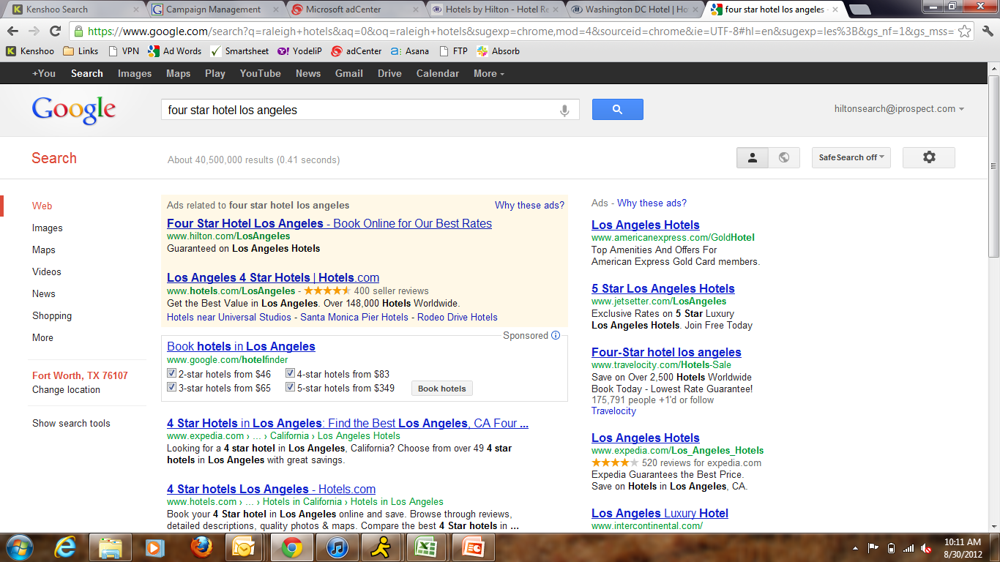 Kenshoo Search
Campaign Management
Microsoft adCenter
Hotels by Hilton - Hotel Re
Washington DC Hotel | Ho
four star hotel los angeles -
https://www.google.com/search?q=raleigh+hotels&aq=0&oq=raleigh+hotels&sugexp=chrome,mod=4&sourceid=chrome&ie=UTF-8#hl=en&sugexp=les%3B&gs_nf=1&gs_mss=
Kenshoo
Links
VPN
Ad Words
Smartsheet
YodeliP
adCenter
Asana
FTP
Absorb
+You Search Images Maps Play YouTube News Gmail Drive Calendar More
Google
four star hotel los angeles
hiltonsearch@iprospect.com
Search
About 40,500,000 results (0.41 seconds)
SafeSearch off
Web
Images
Maps
Videos
News
Shopping
More
Fort Worth, TX 76107
Change location
Show search tools
Ads related to four star hotel los angeles
Why these ads?
Four Star Hotel Los Angeles - Book Online for Our Best Rates
www.hilton.com/LosAngeles
Guaranteed on Los Angeles Hotels
Los Angeles 4 Star Hotels | Hotels.com
www.hotels.com/LosAngeles - 400 seller reviews
Get the Best Value in Los Angeles. Over 148,000 Hotels Worldwide.
Hotels near Universal Studios - Santa Monica Pier Hotels - Rodeo Drive Hotels
Sponsored
Book hotels in Los Angeles
www.google.com/hotelfinder
2-star hotels from $46
4-star hotels from $83
3-star hotels from $65
5-star hotels from $349
Book hotels
4 Star Hotels in Los Angeles: Find the Best Los Angeles, CA Four ...
www.expedia.com › ... › California › Los Angeles Hotels
Looking for a 4 star hotel in Los Angeles, California? Choose from over 49 4 star
hotels in Los Angeles with great savings.
4 Star hotels Los Angeles - Hotels.com
www.hotels.com › ... › Hotels in California › Hotels in Los Angeles
Book your 4 Star hotel in Los Angeles online and save. Browse through reviews,
detailed descriptions, quality photos & maps. Compare the best 4 Star hotels in ...
Ads - Why these ads?
Los Angeles Hotels
www.americanexpress.com/GoldHotel
Top Amenities And Offers For
American Express Gold Card members.
5 Star Los Angeles Hotels
www.jetsetter.com/LosAngeles
Exclusive Rates on 5 Star Luxury
Los Angeles Hotels. Join Free Today
Four-Star hotel los angeles
www.travelocity.com/Hotels-Sale
Save on Over 2,500 Hotels Worldwide
Book Today - Lowest Rate Guarantee!
175,791 people +1'd or follow
Travelocity
Los Angeles Hotels
www.expedia.com/Los_Angeles_Hotels
520 reviews for expedia.com
Expedia Guarantees the Best Price.
Save on Hotels in Los Angeles, CA.
Los Angeles Luxury Hotel
www.intercontinental.com/
10:11 AM
8/30/2012